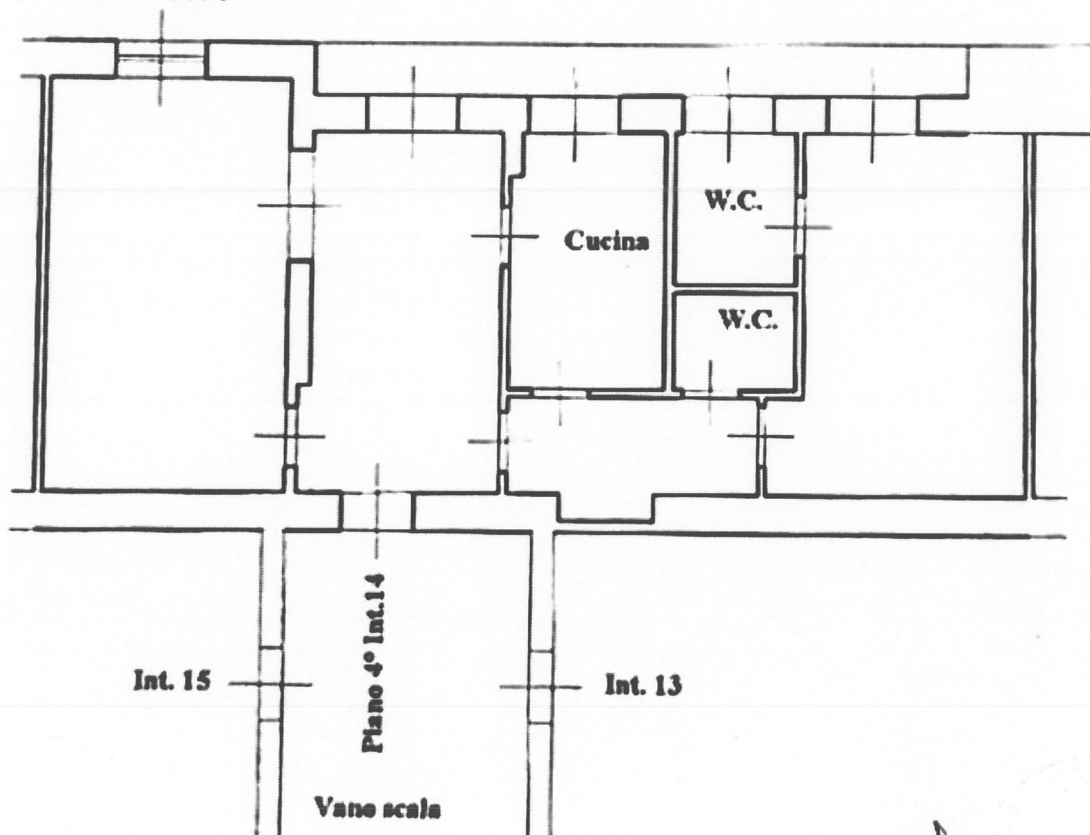 W.C.
Cucina
W.C.
Piano 4° Int.14
Int. 15
Int. 13
Vano scala